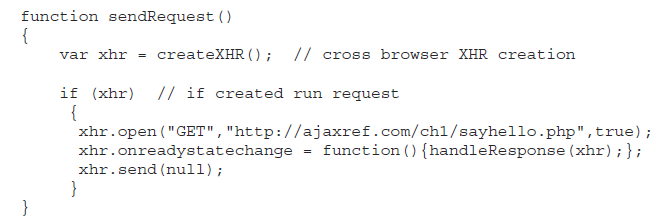 function sendRequest()
{
    var xhr = createXHR();  // cross browser XHR creation

    if (xhr)  // if created run request
     {
      xhr.open("GET","http://ajaxref.com/ch1/sayhello.php",true);
      xhr.onreadystatechange = function(){handleResponse(xhr);};
      xhr.send(null);
     }
}